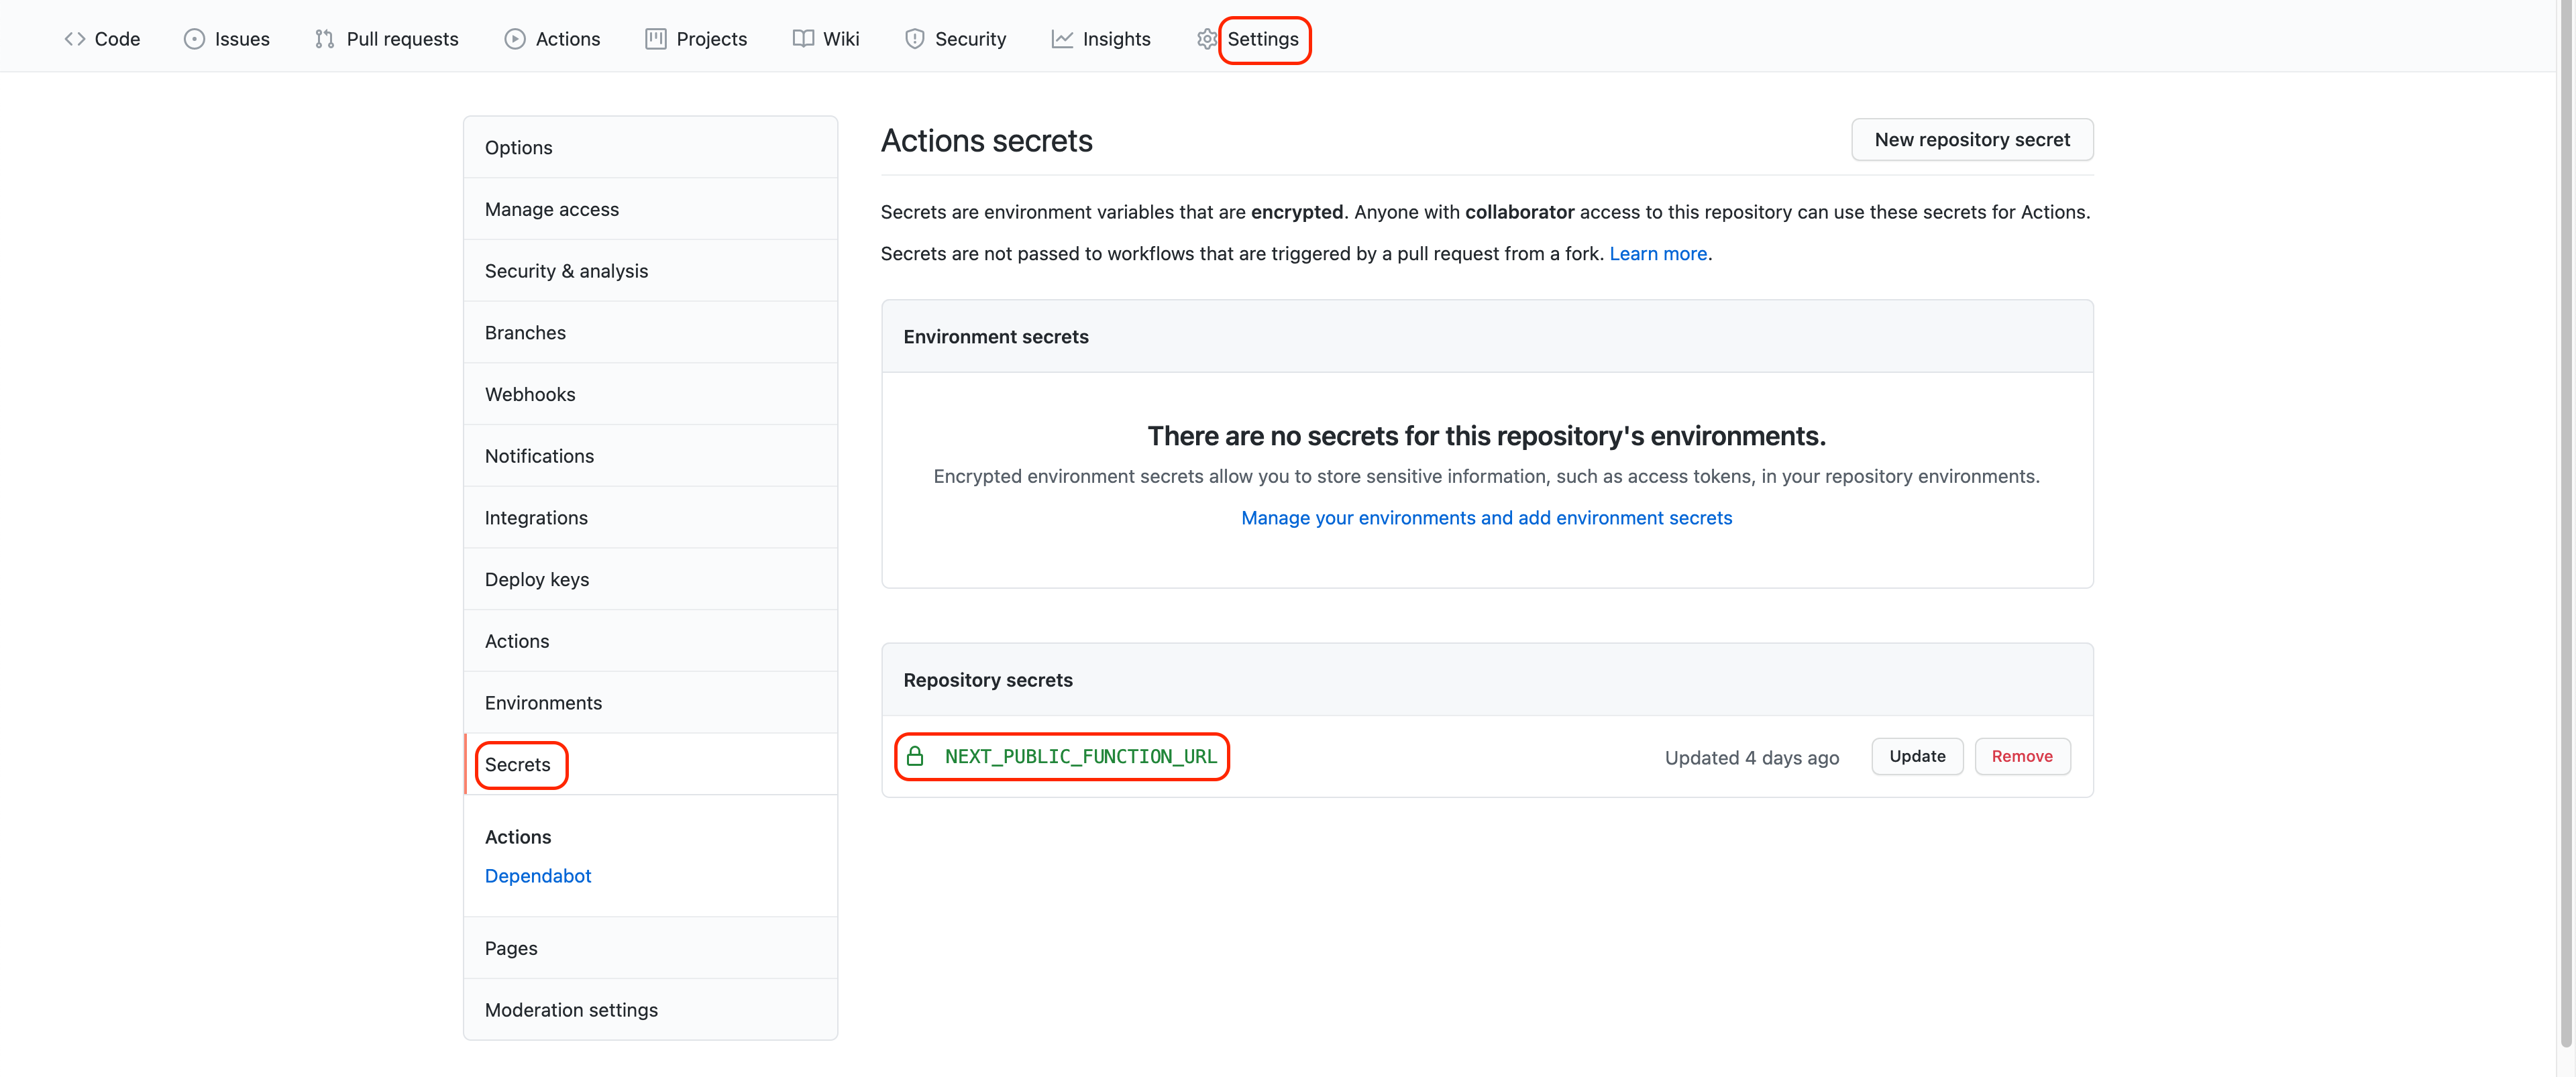 Code Issues Pull requests Actions Projects Wiki Security Insights Settings
Options
Manage access
Security & analysis
Branches
Webhooks
Notifications
Integrations
Deploy keys
Actions
Environments
Secrets
Actions
Dependabot
Pages
Moderation settings
Actions secrets
New repository secret
Secrets are environment variables that are encrypted. Anyone with collaborator access to this repository can use these secrets for Actions.
Secrets are not passed to workflows that are triggered by a pull request from a fork. Learn more.
Environment secrets
There are no secrets for this repository's environments.
Encrypted environment secrets allow you to store sensitive information, such as access tokens, in your repository environments.
Manage your environments and add environment secrets
Repository secrets
NEXT_PUBLIC_FUNCTION_URL Updated 4 days ago Update Remove